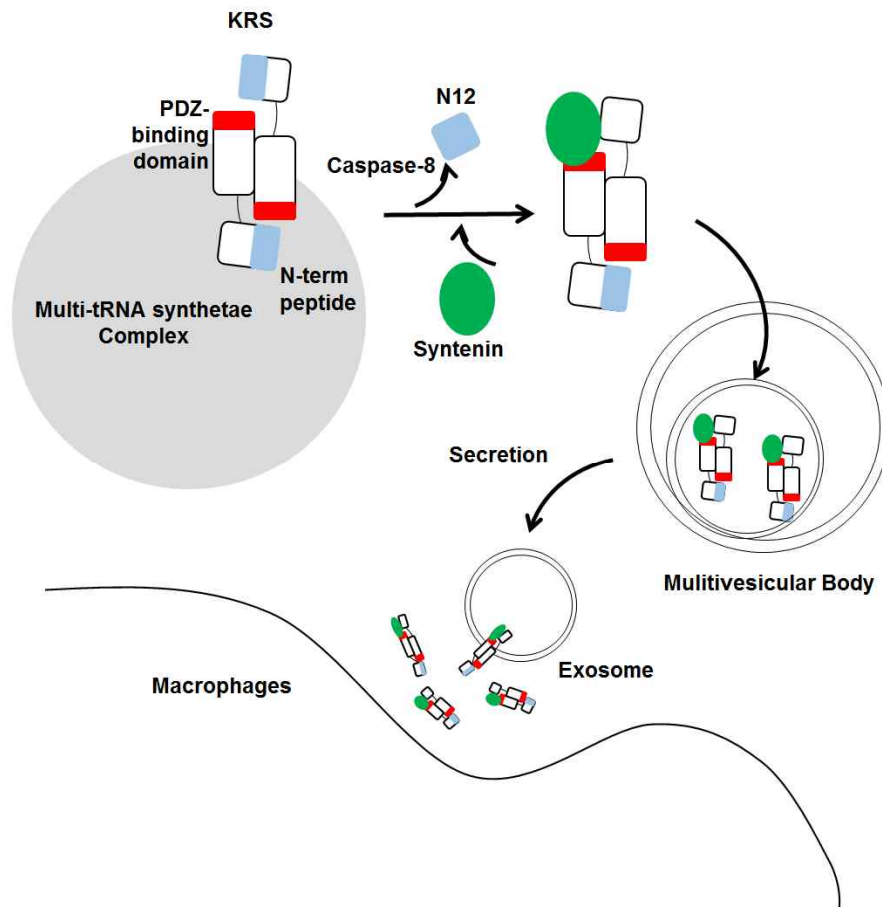 KRS
PDZ-
binding
domain
N12
Caspase-8
N-term
peptide
Multi-tRNA synthetae
Complex
Syntenin
Secretion
Mulitivesicular Body
Exosome
Macrophages